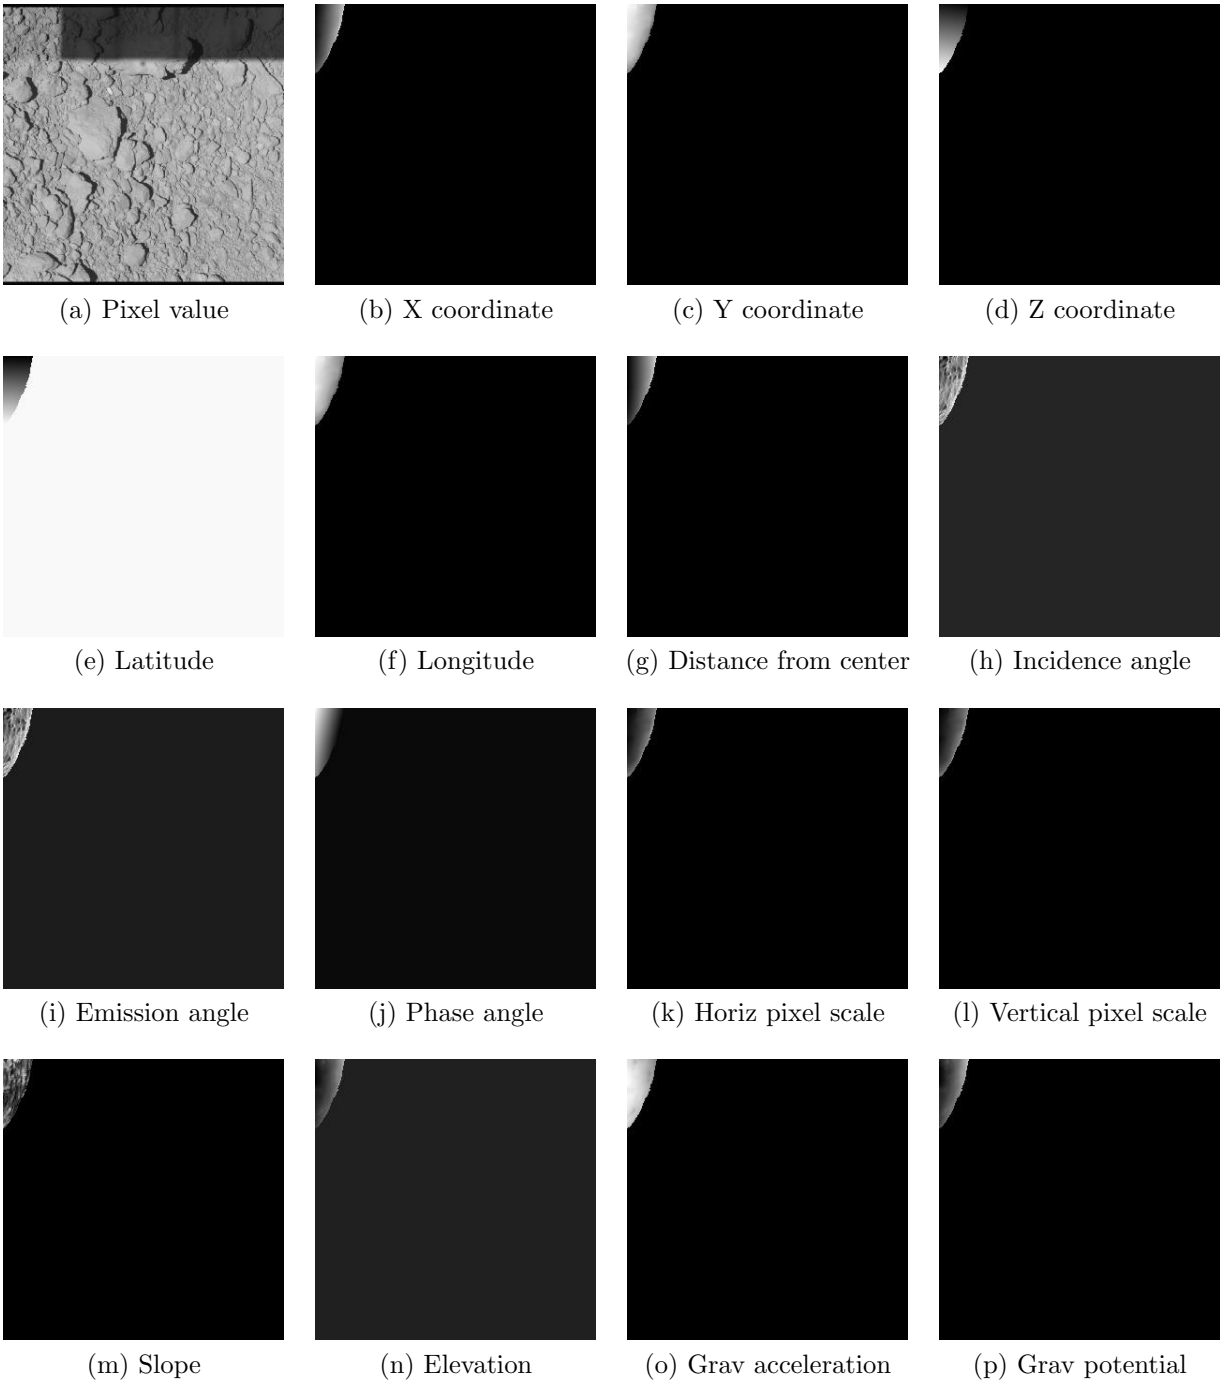 (a) Pixel value
(b) X coordinate
(c) Y coordinate
(d) Z coordinate
(e) Latitude
(f) Longitude
(g) Distance from center
(h) Incidence angle
(i) Emission angle
(j) Phase angle
(k) Horiz pixel scale
(l) Vertical pixel scale
(m) Slope
(n) Elevation
(o) Grav acceleration
(p) Grav potential